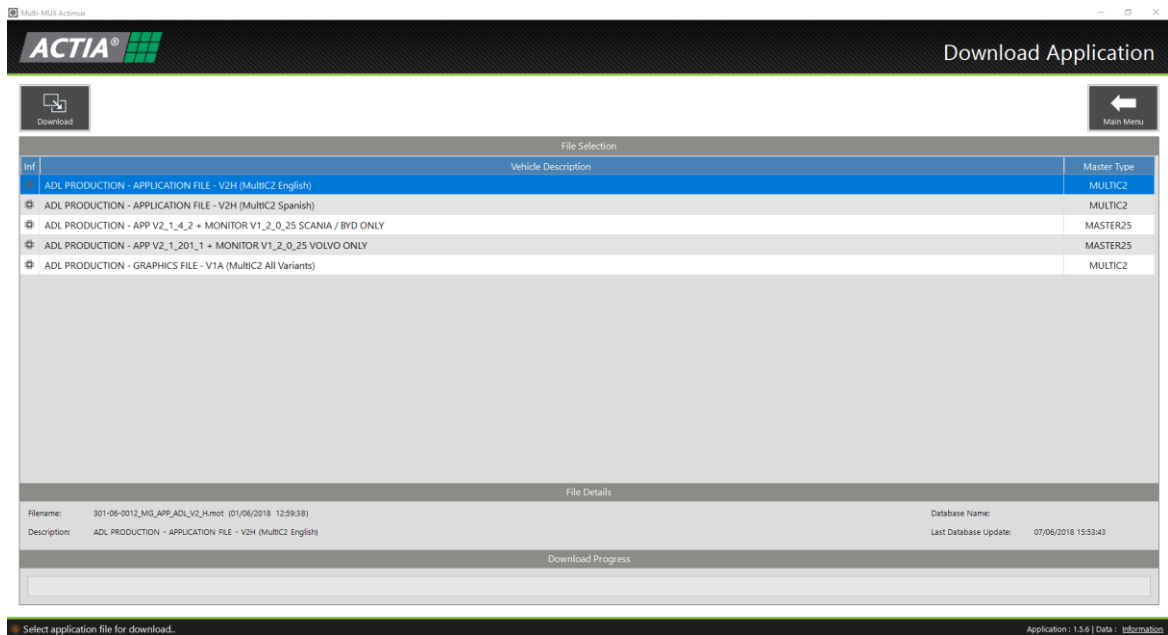 Multi-MUX Actimux
ACTIA®
Download Application
Download
Main Menu
File Selection
Inf Vehicle Description Master Type
ADL PRODUCTION - APPLICATION FILE - V2H (MultIC2 English) MULTIC2
ADL PRODUCTION - APPLICATION FILE - V2H (MultIC2 Spanish) MULTIC2
ADL PRODUCTION - APP V2_1_4_2 + MONITOR V1_2_0_25 SCANIA / BYD ONLY MASTER25
ADL PRODUCTION - APP V2_1_201_1 + MONITOR V1_2_0_25 VOLVO ONLY MASTER25
ADL PRODUCTION - GRAPHICS FILE - V1A (MultIC2 All Variants) MULTIC2
File Details
Filename: 301-06-0012_MG_APP_ADL_V2_H.mot (01/06/2018 12:59:38) Database Name:
Description: ADL PRODUCTION - APPLICATION FILE - V2H (MultIC2 English) Last Database Update: 07/06/2018 15:53:43
Download Progress
Select application file for download.. Application : 1.5.6 | Data : Information